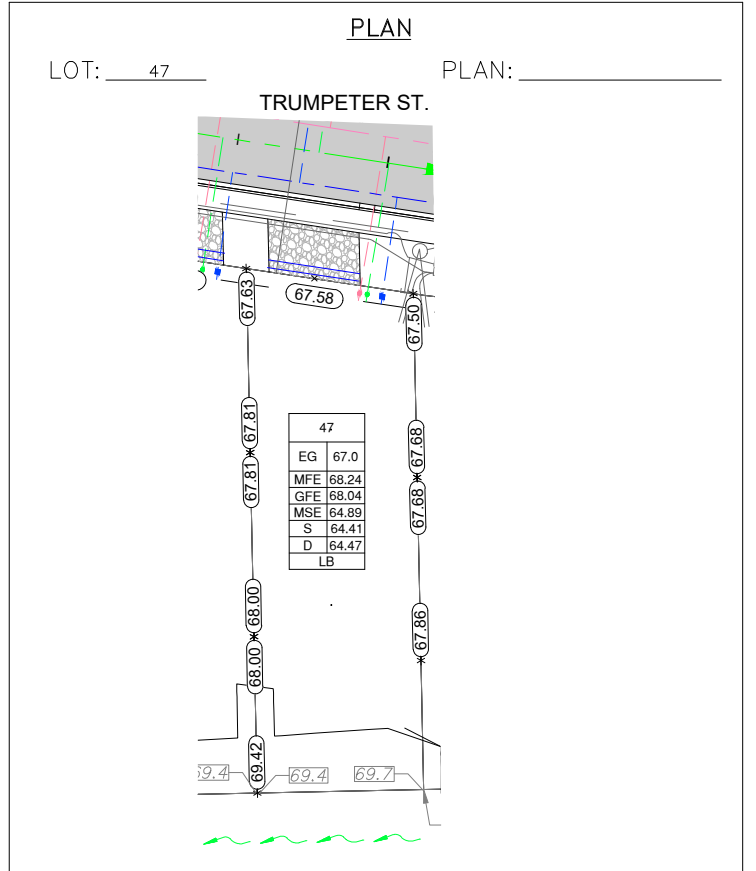 PLAN
LOT: 47
PLAN:
TRUMPETER ST.
67.63
67.58
67.50
67.81
67.68
67.81
67.68
47
EG 67.0
MFE 68.24
GFE 68.04
MSE 64.89
S 64.41
D 64.47
LB
68.00
67.86
68.00
69.42
69.4
69.4
69.7